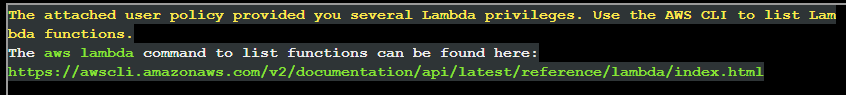 The attached user policy provided you several Lambda privileges. Use the AWS CLI to list Lam
bda functions.
The aws lambda command to list functions can be found here:
https://awscli.amazonaws.com/v2/documentation/api/latest/reference/lambda/index.html